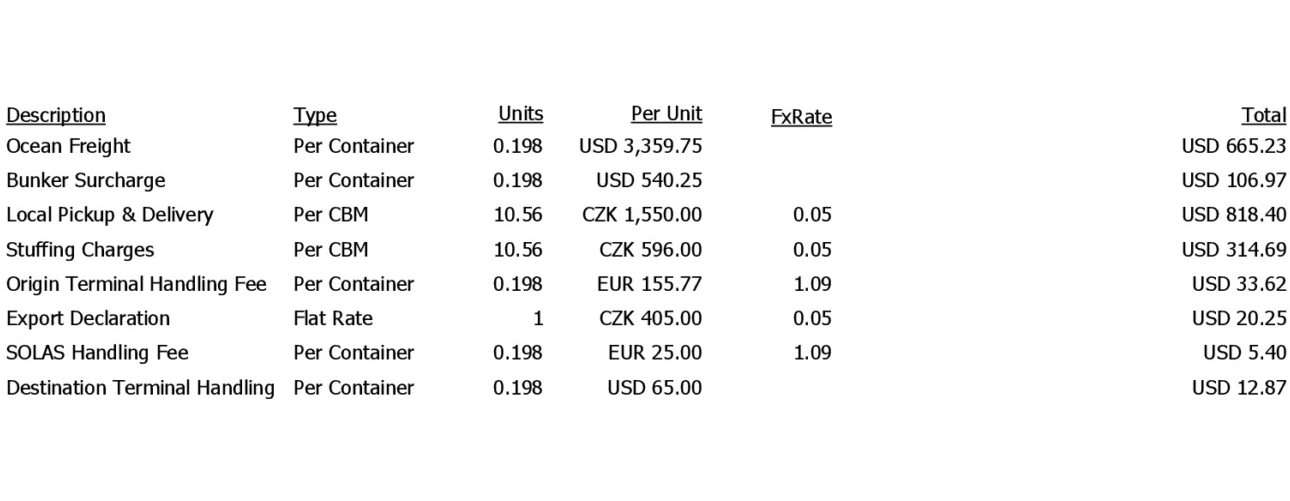 Description Type Units Per Unit FxRate Total
Ocean Freight Per Container 0.198 USD 3,359.75 USD 665.23
Bunker Surcharge Per Container 0.198 USD 540.25 USD 106.97
Local Pickup & Delivery Per CBM 10.56 CZK 1,550.00 0.05 USD 818.40
Stuffing Charges Per CBM 10.56 CZK 596.00 0.05 USD 314.69
Origin Terminal Handling Fee Per Container 0.198 EUR 155.77 1.09 USD 33.62
Export Declaration Flat Rate 1 CZK 405.00 0.05 USD 20.25
SOLAS Handling Fee Per Container 0.198 EUR 25.00 1.09 USD 5.40
Destination Terminal Handling Per Container 0.198 USD 65.00 USD 12.87